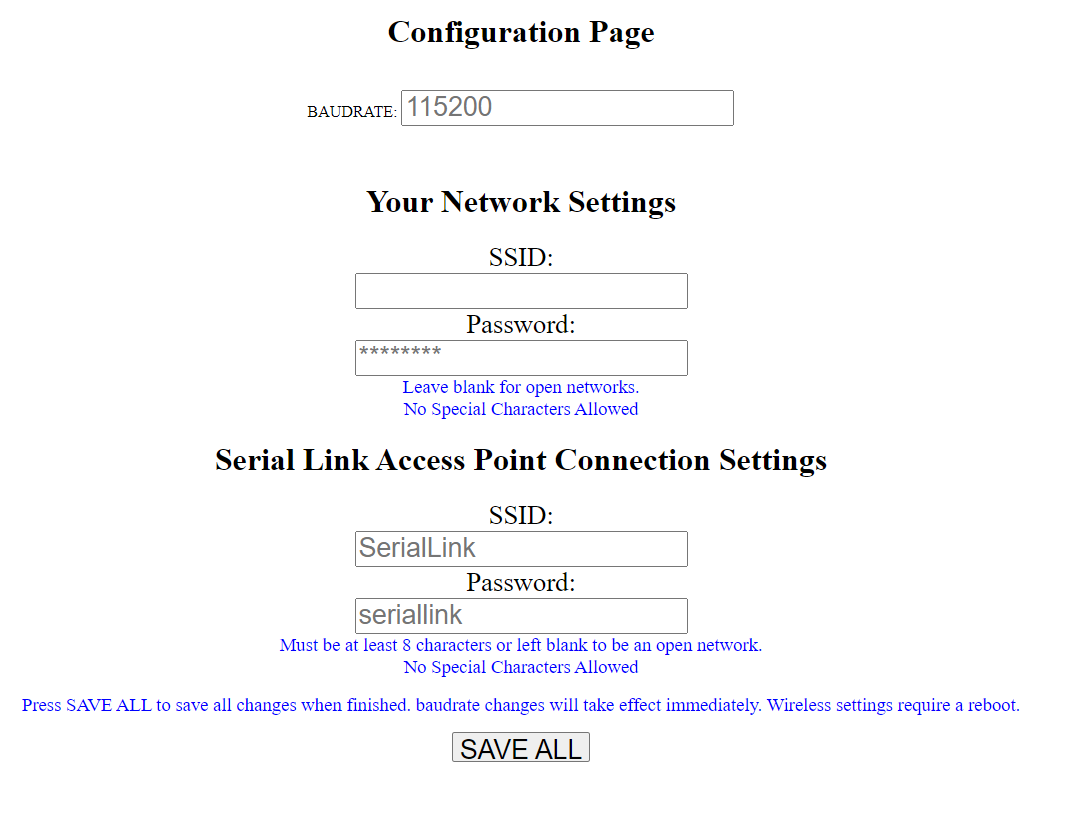 Configuration Page
BAUDRATE: 115200
Your Network Settings
SSID:
Password:
********
Leave blank for open networks.
No Special Characters Allowed
Serial Link Access Point Connection Settings
SSID:
SerialLink
Password:
seriallink
Must be at least 8 characters or left blank to be an open network.
No Special Characters Allowed
Press SAVE ALL to save all changes when finished. baudrate changes will take effect immediately. Wireless settings require a reboot.
SAVE ALL